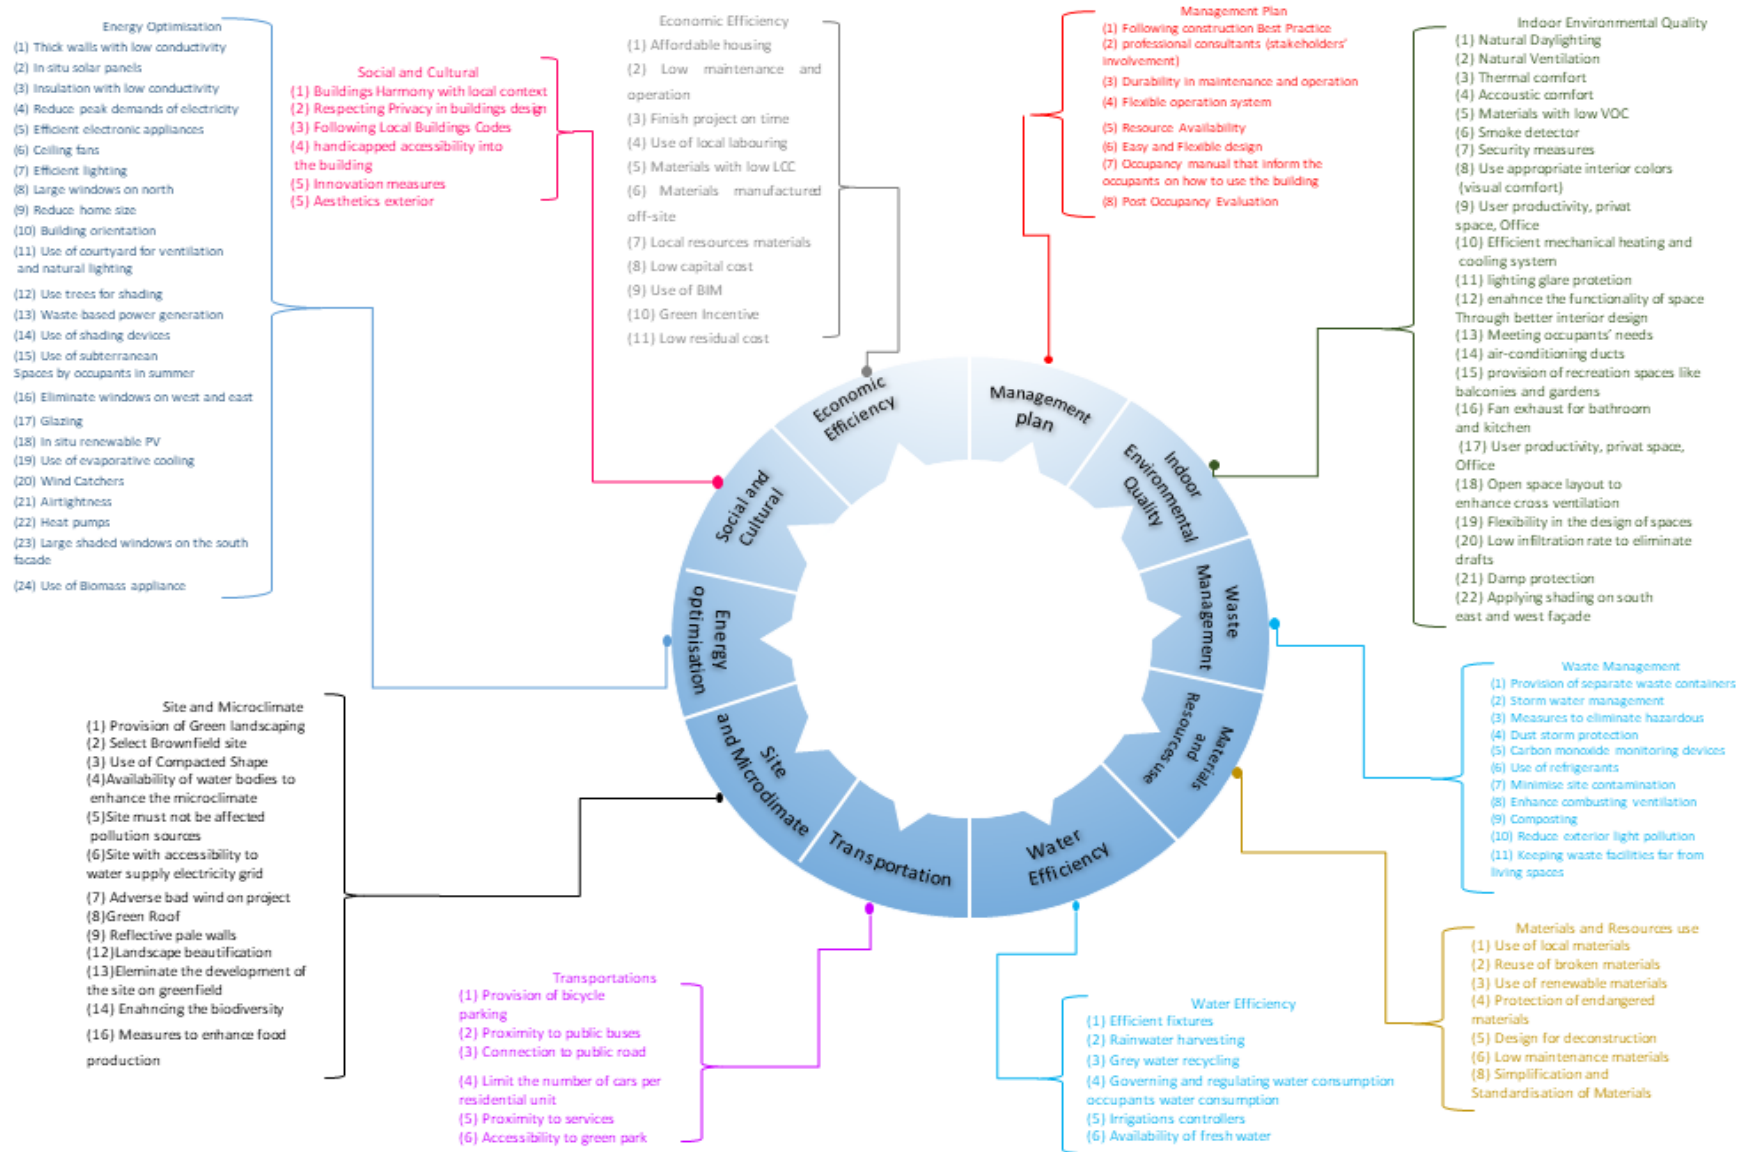 Energy Optimisation
(1) Thick walls with low conductivity
(2) In situ solar panels
(3) Insulation with low conductivity
(4) Reduce peak demands of electricity
(5) Efficient electronic appliances
(6) Ceiling fans
(7) Efficient lighting
(8) Large windows on north
(9) Reduce home size
(10) Building orientation
(11) Use of courtyard for ventilation
and natural lighting
(12) Use trees for shading
(13) Waste based power generation
(14) Use of shading devices
(15) Use of subterranean
Spaces by occupants in summer
(16) Eliminate windows on west and east
(17) Glazing
(18) In situ renewable PV
(19) Use of evaporative cooling
(20) Wind Catchers
(21) Airtightness
(22) Heat pumps
(23) Large shaded windows on the south
facade
(24) Use of Biomass appliance
Social and Cultural
(1) Buildings Harmony with local context
(2) Respecting Privacy in buildings design
(3) Following Local Buildings Codes
(4) handicapped accessibility into
the building
(5) Innovation measures
(5) Aesthetics exterior
Economic Efficiency
(1) Affordable housing
(2) Low maintenance and
operation
(3) Finish project on time
(4) Use of local labouring
(5) Materials with low LCC
(6) Materials manufactured
off-site
(7) Local resources materials
(8) Low capital cost
(9) Use of BIM
(10) Green Incentive
(11) Low residual cost
Management Plan
(1) Following construction Best Practice
(2) professional consultants (stakeholders'
involvement)
(3) Durability in maintenance and operation
(4) Flexible operation system
(5) Resource Availability
(6) Easy and Flexible design
(7) Occupancy manual that inform the
occupants on how to use the building
(8) Post Occupancy Evaluation
Indoor Environmental Quality
(1) Natural Daylighting
(2) Natural Ventilation
(3) Thermal comfort
(4) Accoustic comfort
(5) Materials with low VOC
(6) Smoke detector
(7) Security measures
(8) Use appropriate interior colors
(visual comfort)
(9) User productivity, privat
space, Office
(10) Efficient mechanical heating and
cooling system
(11) lighting glare protetion
(12) enahnce the functionality of space
Through better interior design
(13) Meeting occupants' needs
(14) air-conditioning ducts
(15) provision of recreation spaces like
balconies and gardens
(16) Fan exhaust for bathroom
and kitchen
(17) User productivity, privat space,
Office
(18) Open space layout to
enhance cross ventilation
(19) Flexibility in the design of spaces
(20) Low infiltration rate to eliminate
drafts
(21) Damp protection
(22) Applying shading on south
east and west façade
Economic
Efficiency
Management
plan
Indoor
Environmental
Quality
Social and
Cultural
Waste
Management
Energy
optimisation
Materials
and
Resources use
Site
and Microclimate
Transportation
Water
Efficiency
Waste Management
(1) Provision of separate waste containers
(2) Storm water management
(3) Measures to eliminate hazardous
(4) Dust storm protection
(5) Carbon monoxide monitoring devices
(6) Use of refrigerants
(7) Minimise site contamination
(8) Enhance combusting ventilation
(9) Composting
(10) Reduce exterior light pollution
(11) Keeping waste facilities far from
living spaces
Site and Microclimate
(1) Provision of Green landscaping
(2) Select Brownfield site
(3) Use of Compacted Shape
(4)Availability of water bodies to
enhance the microclimate
(5)Site must not be affected
pollution sources
(6)Site with accessibility to
water supply electricity grid
(7) Adverse bad wind on project
(8)Green Roof
(9) Reflective pale walls
(12)Landscape beautification
(13)Eleminate the development of
the site on greenfield
(14) Enahncing the biodiversity
(16) Measures to enhance food
production
Transportations
(1) Provision of bicycle
parking
(2) Proximity to public buses
(3) Connection to public road
(4) Limit the number of cars per
residential unit
(5) Proximity to services
(6) Accessibility to green park
Water Efficiency
(1) Efficient fixtures
(2) Rainwater harvesting
(3) Grey water recycling
(4) Governing and regulating water consumption
occupants water consumption
(5) Irrigations controllers
(6) Availability of fresh water
Materials and Resources use
(1) Use of local materials
(2) Reuse of broken materials
(3) Use of renewable materials
(4) Protection of endangered
materials
(5) Design for deconstruction
(6) Low maintenance materials
(8) Simplification and
Standardisation of Materials